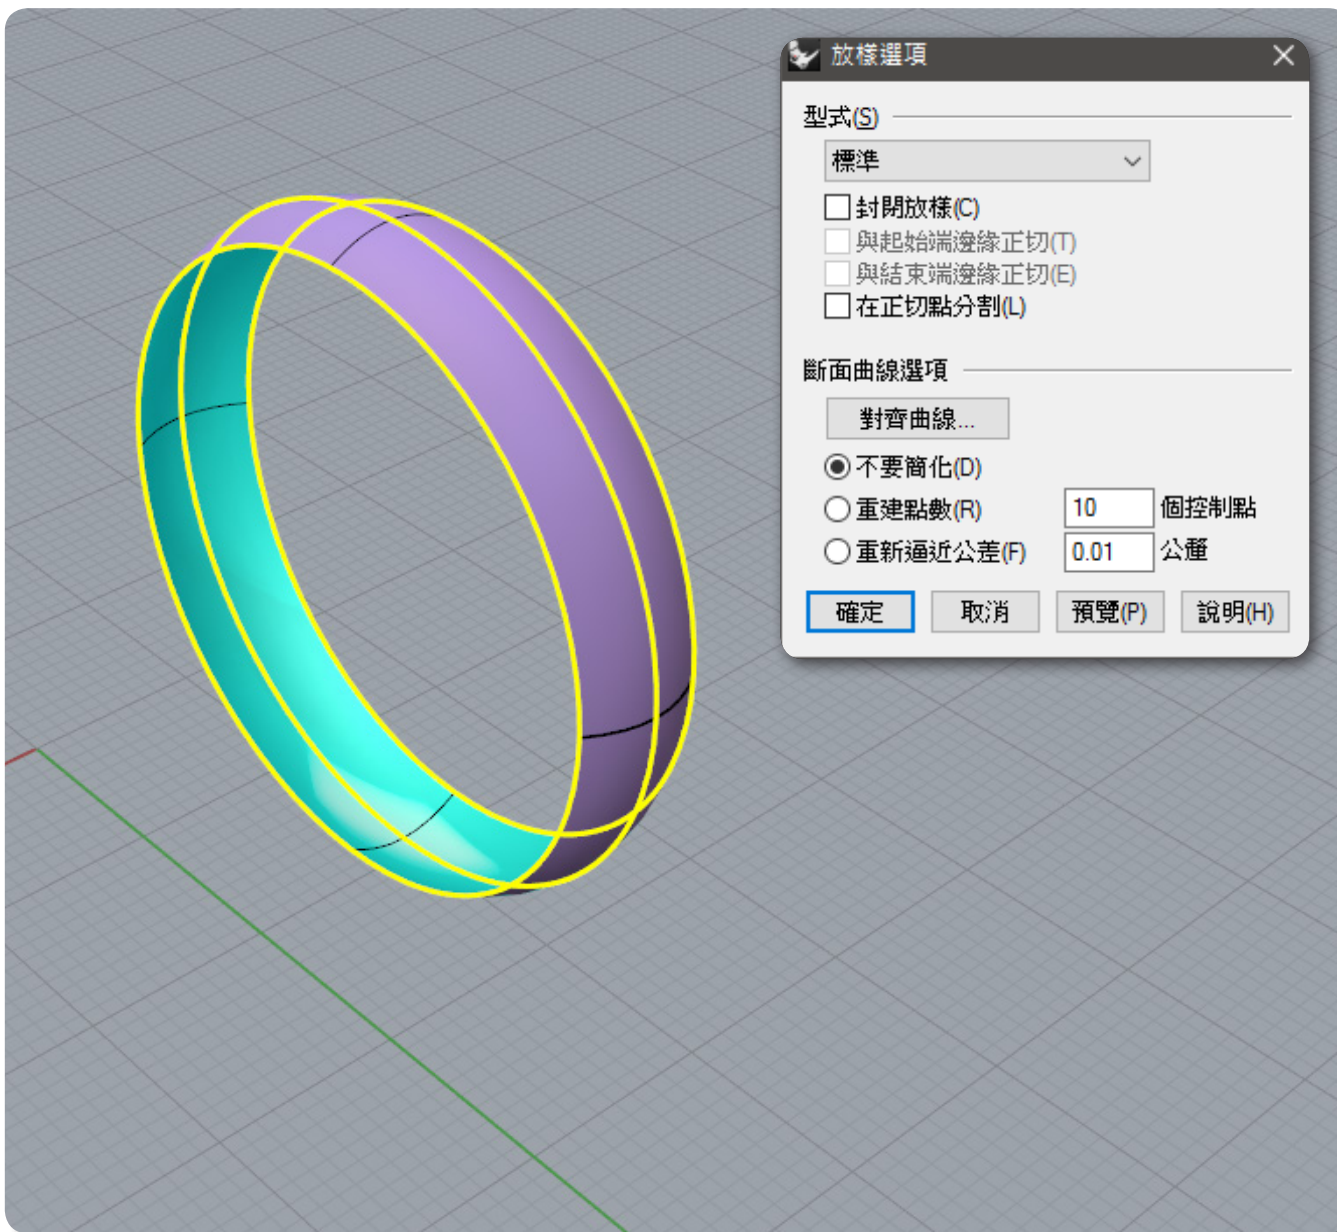 放樣選項
型式(S)
標準
封閉放樣(C)
與起始端邊緣正切(T)
與結束端邊緣正切(E)
在正切點分割(L)
斷面曲線選項
對齊曲線...
不要簡化(D)
重建點數(R) 10 個控制點
重新逼近公差(F) 0.01 公釐
確定 取消 預覽(P) 說明(H)